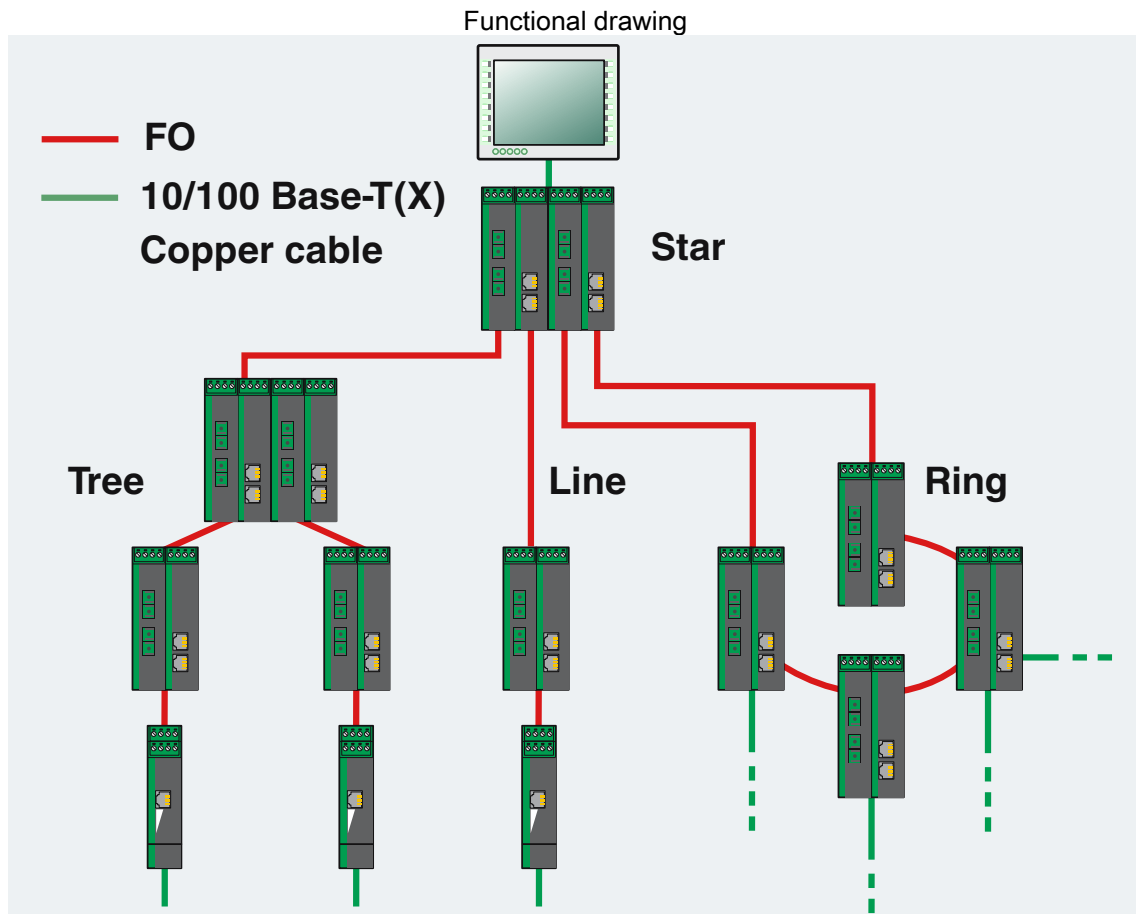 Functional drawing
FO
10/100 Base-T(X)
Copper cable
Star
Tree
Line
Ring